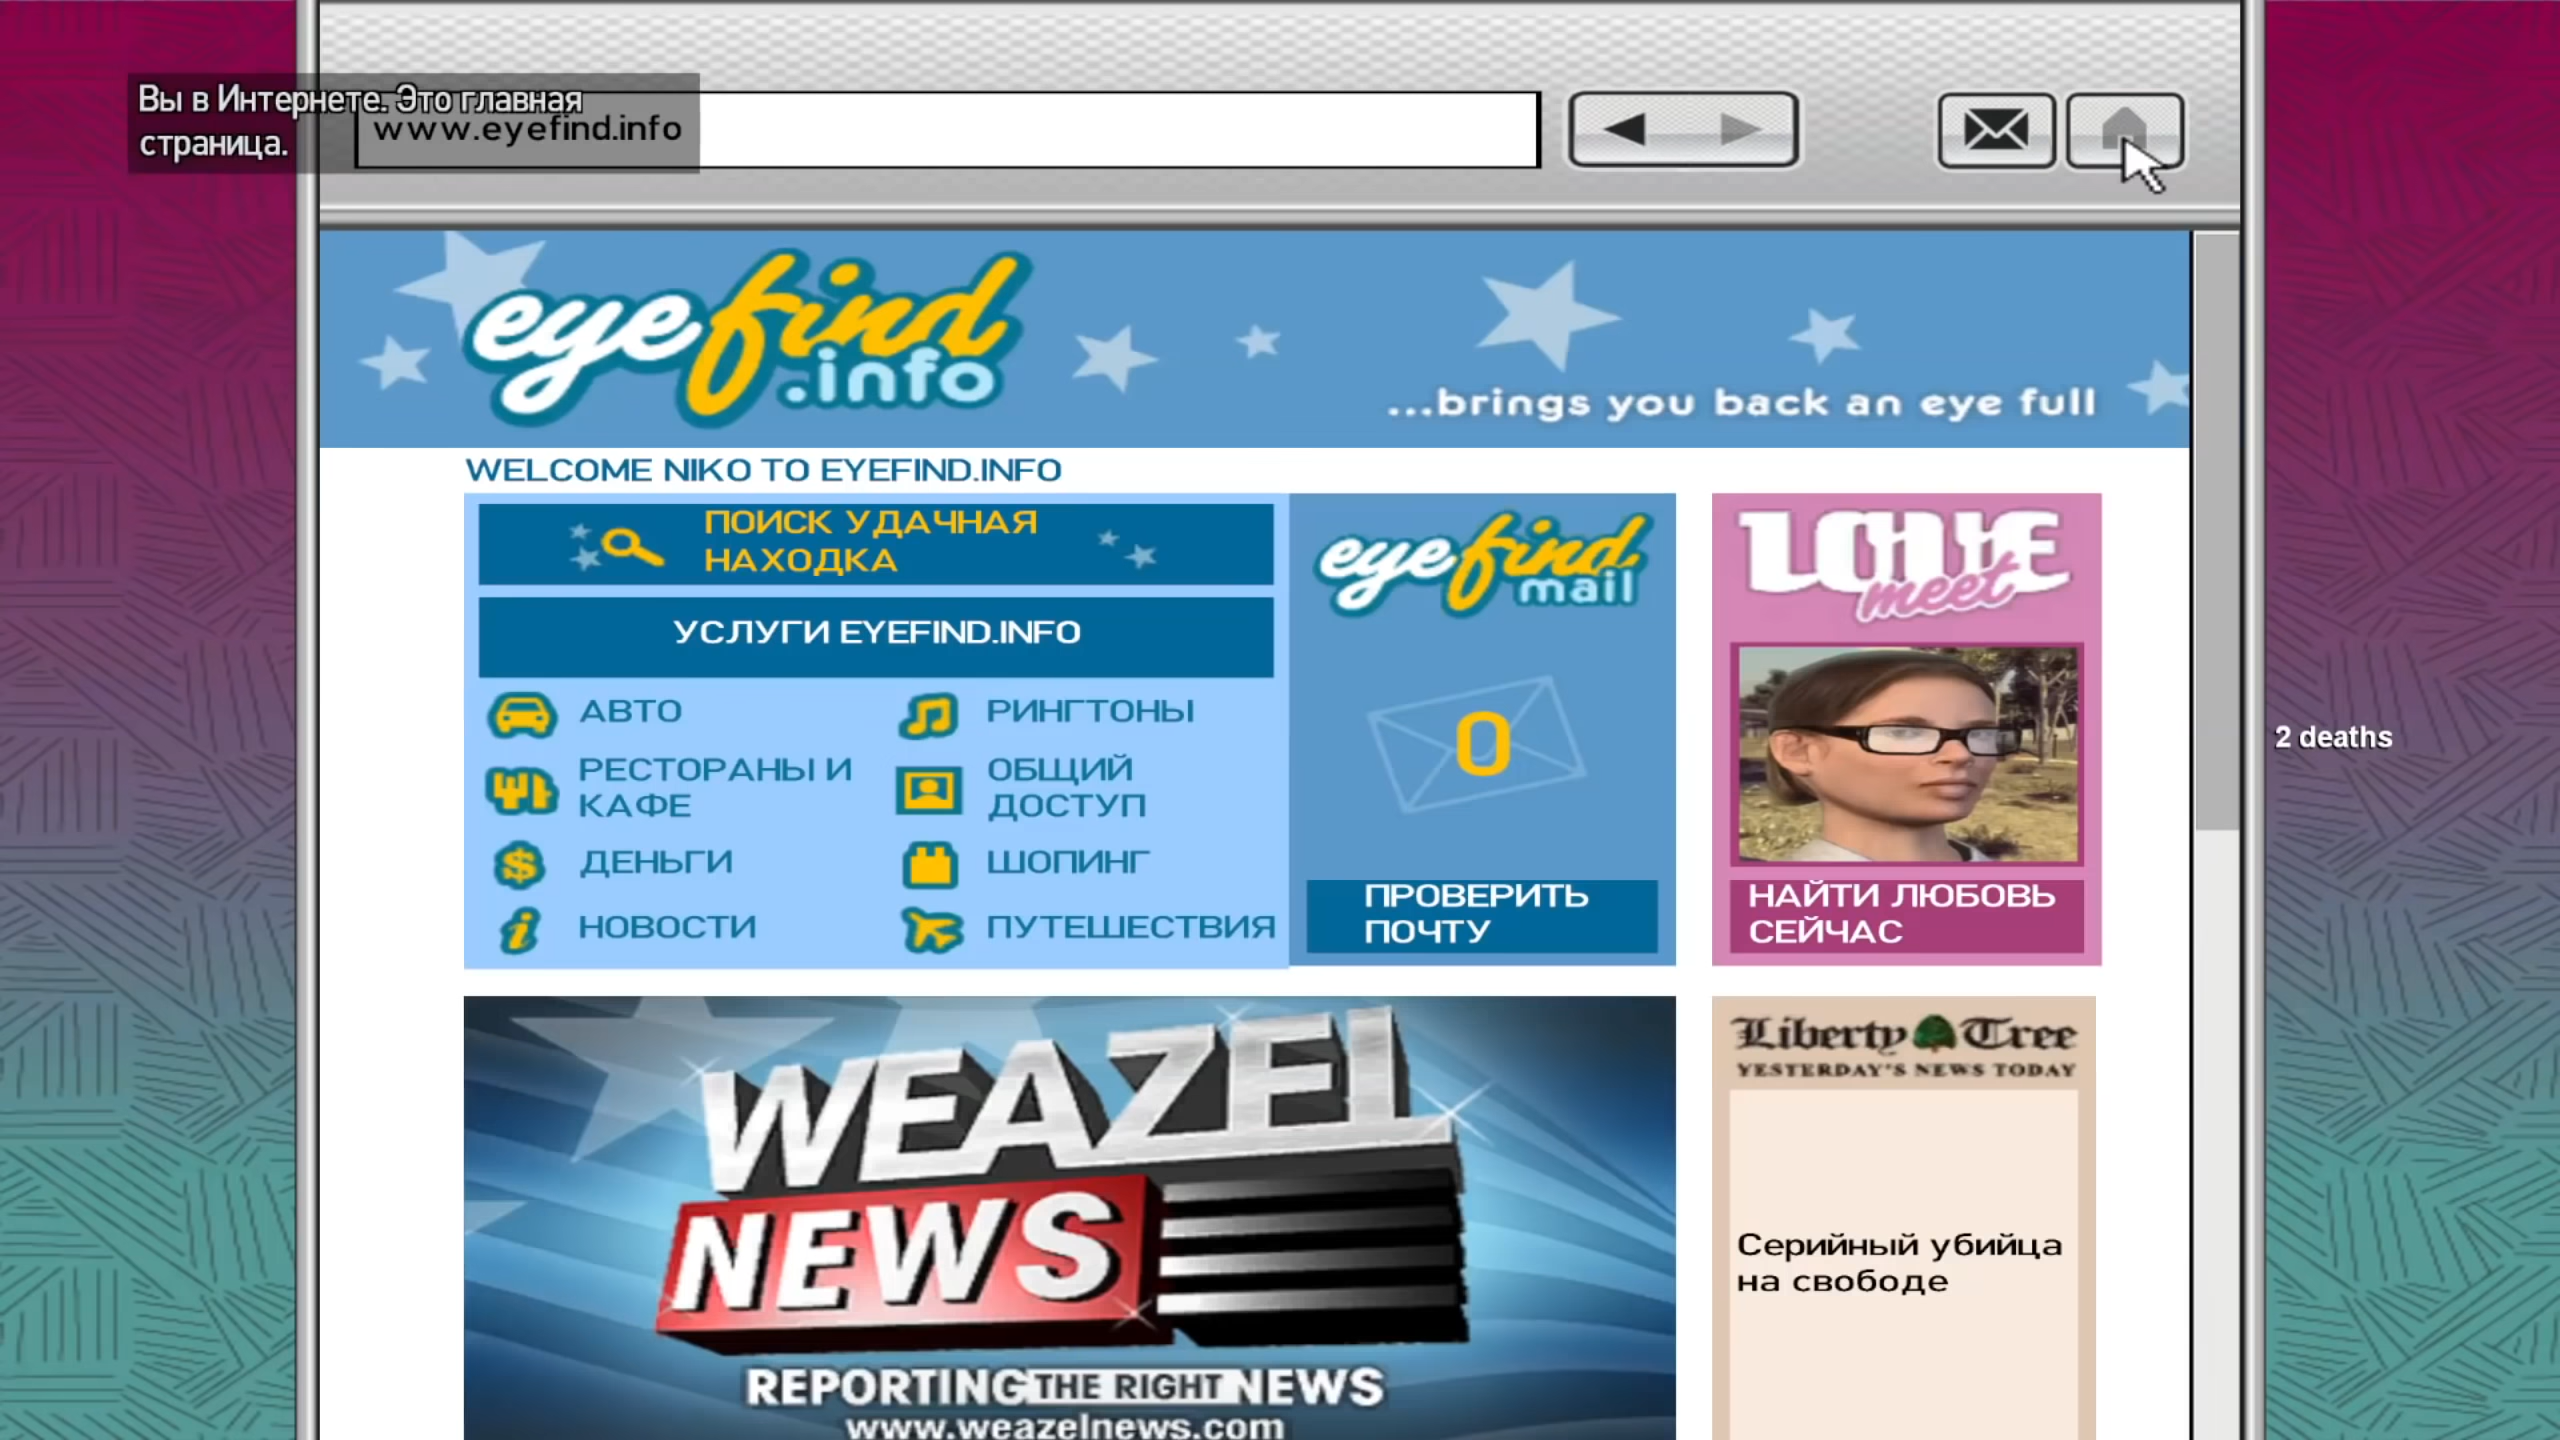 Вы в Интернете. Это главная
страница.
www.eyefind.info
eyefind
.info
...brings you back an eye full
WELCOME NIKO TO EYEFIND.INFO
ПОИСК УДАЧНАЯ
НАХОДКА
УСЛУГИ EYEFIND.INFO
АВТО
РИНГТОНЫ
РЕСТОРАНЫ И
КАФЕ
ОБЩИЙ
ДОСТУП
ДЕНЬГИ
ШОПИНГ
НОВОСТИ
ПУТЕШЕСТВИЯ
eyefind
mail
0
ПРОВЕРИТЬ
ПОЧТУ
LOVE
meet
НАЙТИ ЛЮБОВЬ
СЕЙЧАС
2 deaths
WEAZEL
NEWS
REPORTING THE RIGHT NEWS
www.weazelnews.com
Liberty Tree
YESTERDAY'S NEWS TODAY
Серийный убийца
на свободе